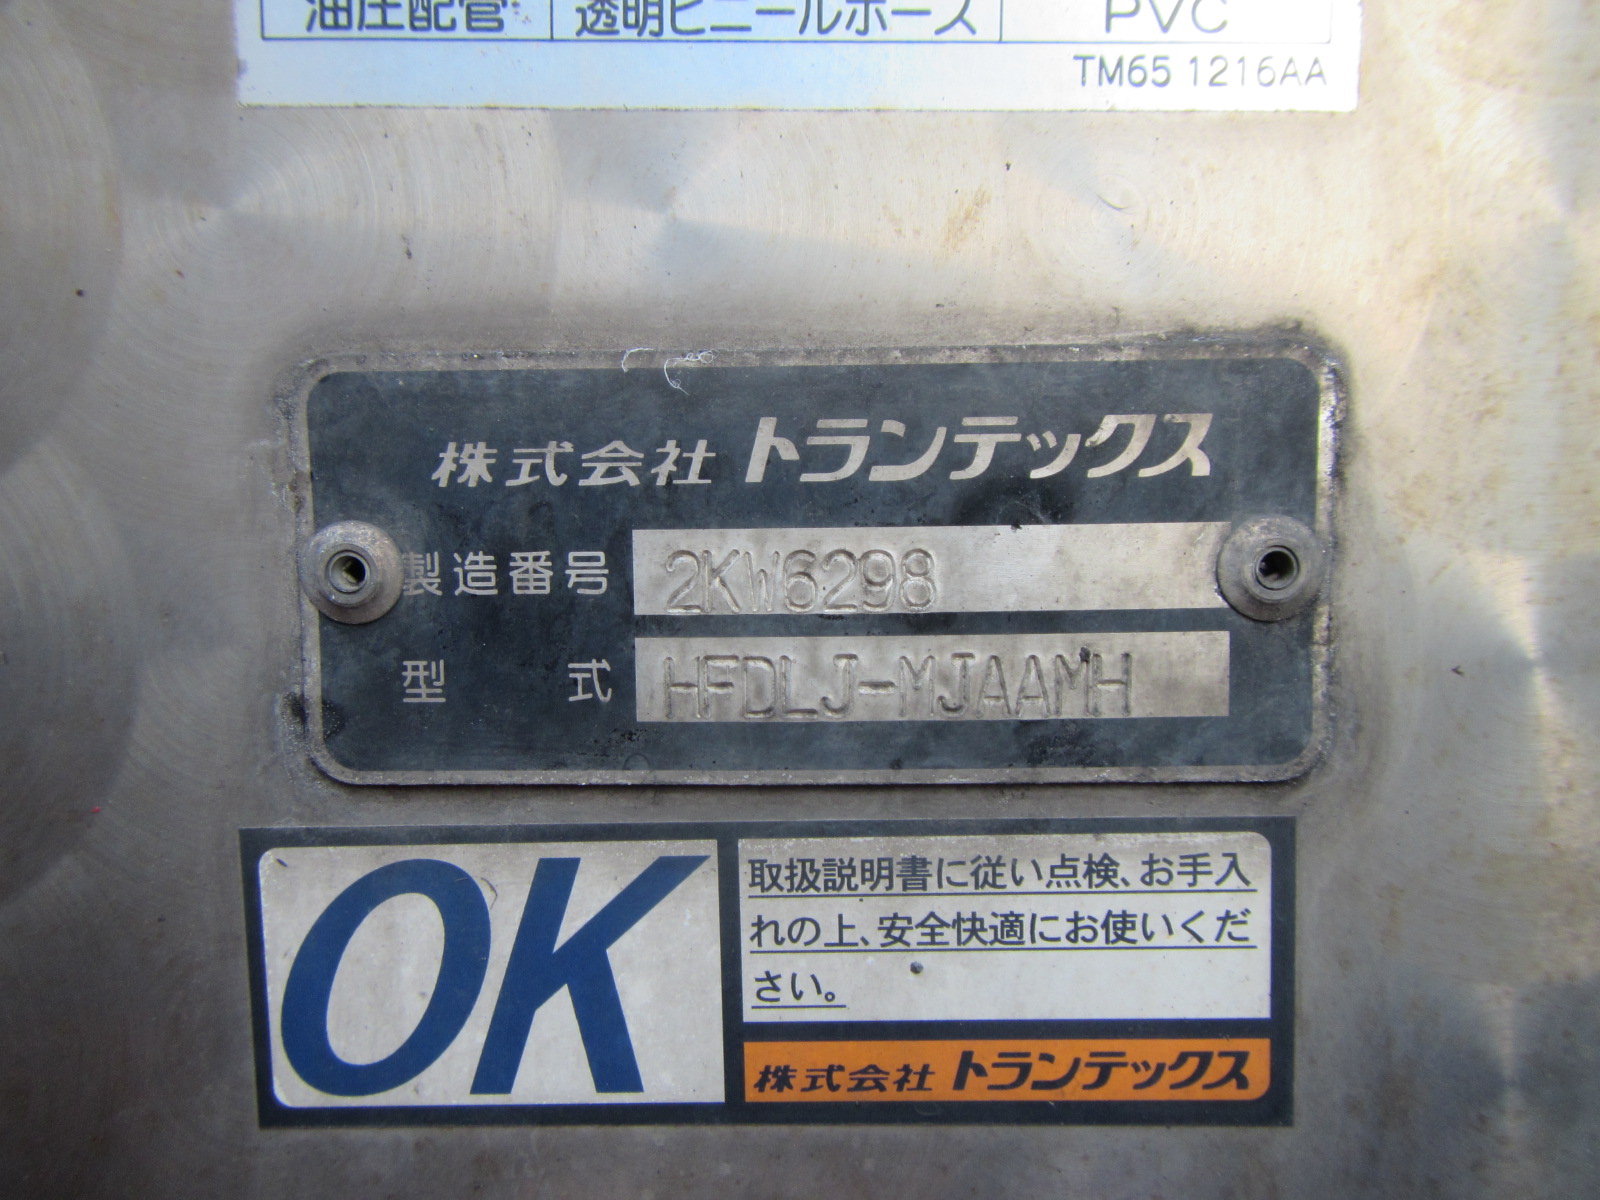 油圧配管 透明ビニールホース PVC
TM65 1216AA
株式会社 トランテックス
製造番号 2KW6298
型式 HFDLJ-MJAAMH
OK
取扱説明書に従い点検、お手入
れの上、安全快適にお使いくだ
さい。
株式会社 トランテックス